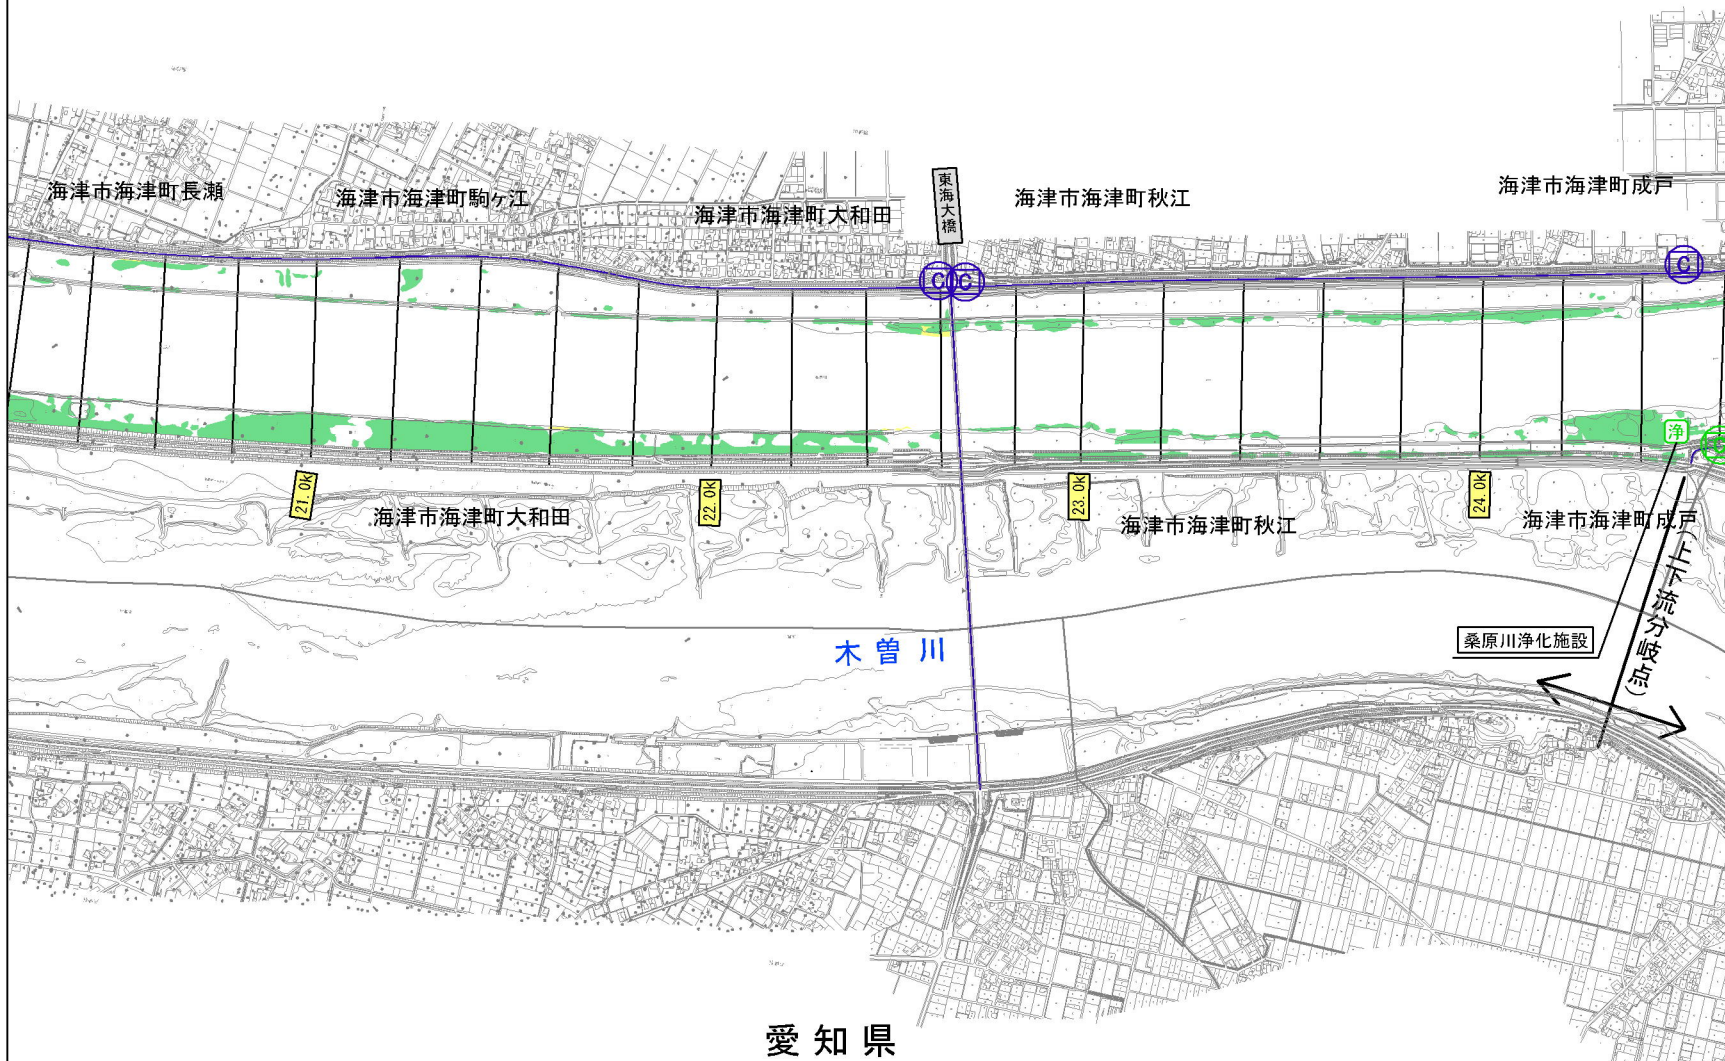 海津市海津町長瀬
海津市海津町駒ヶ江
海津市海津町大和田
東海大橋
海津市海津町秋江
海津市海津町成戸
C
C
C
浄
C
21.0k
22.0k
23.0k
24.0k
海津市海津町大和田
海津市海津町秋江
海津市海津町成戸
(上下流分岐点)
桑原川浄化施設
木曽川
愛知県